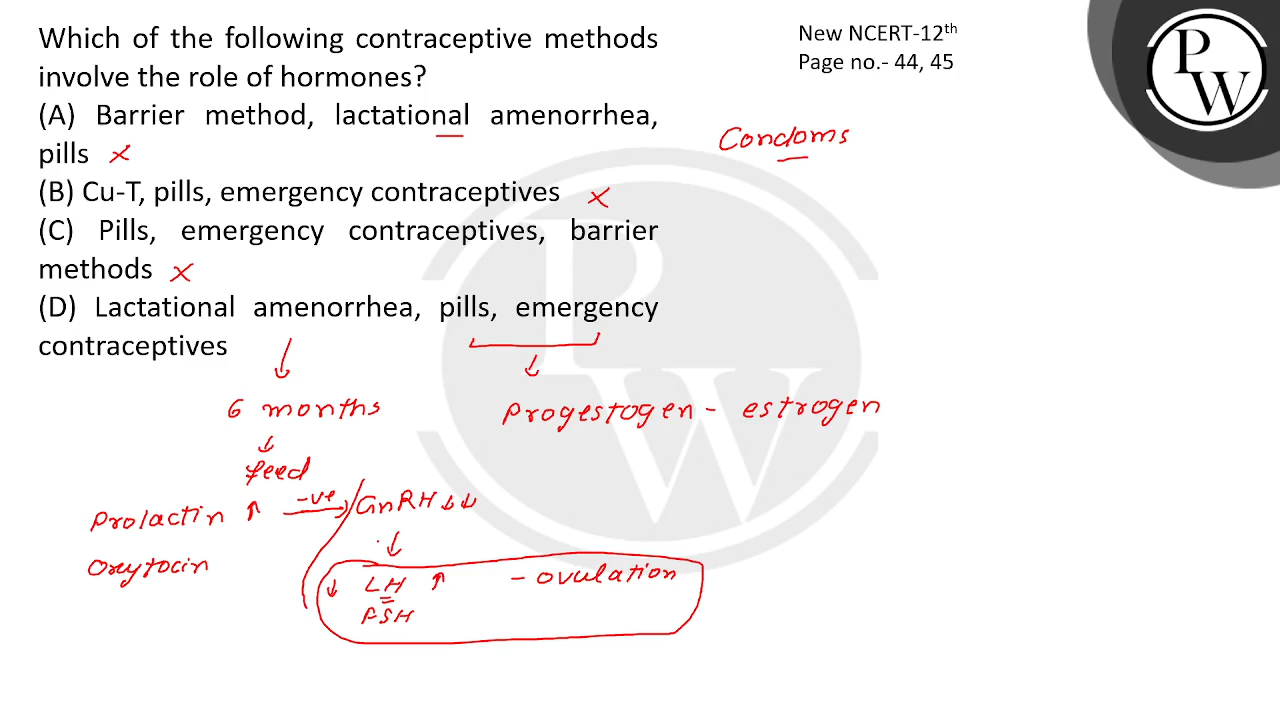 Which of the following contraceptive methods
involve the role of hormones?
(A) Barrier method, lactational amenorrhea,
pills ×
(B) Cu-T, pills, emergency contraceptives ×
(C) Pills, emergency contraceptives, barrier
methods ×
(D) Lactational amenorrhea, pills, emergency
contraceptives
New NCERT-12th
Page no.- 44, 45
P
W
Condoms
P
W
6 months
Progestogen - estrogen
↓
feed
Prolactin ↑ -ve → GnRH ↓↓
↓
Oxytocin
↓ LH ↑ - ovulation
FSH